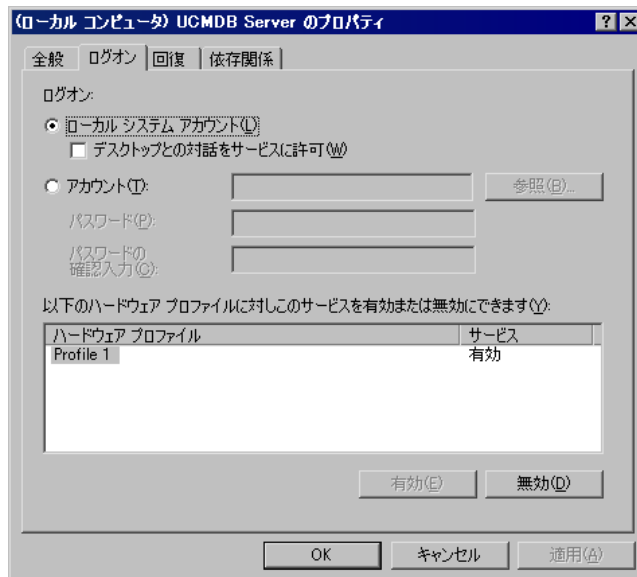 (ローカル コンピュータ) UCMDB Server のプロパティ
全般 ログオン 回復 依存関係
ログオン:
ローカル システム アカウント(L)
デスクトップとの対話をサービスに許可(W)
アカウント(T): 参照(B)...
パスワード(P):
パスワードの
確認入力(C):
以下のハードウェア プロファイルに対しこのサービスを有効または無効にできます(Y):
ハードウェア プロファイル サービス
Profile 1 有効
有効(E) 無効(D)
OK キャンセル 適用(A)